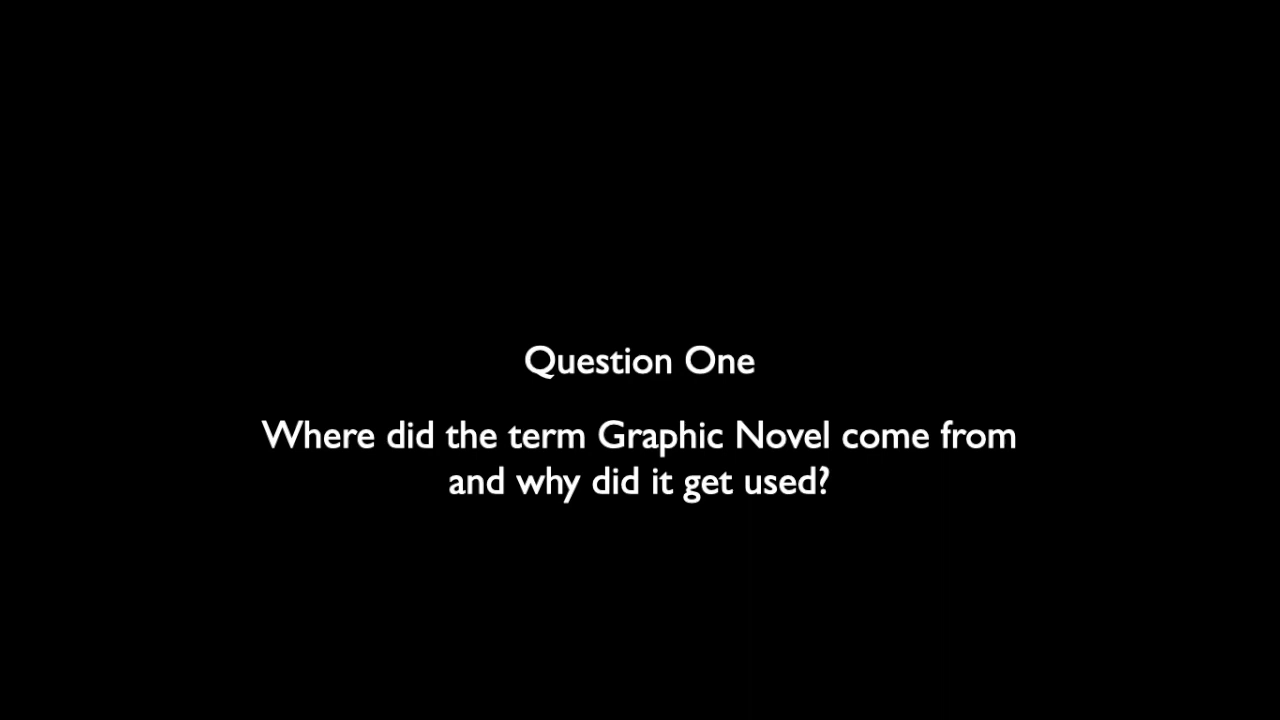 Question One
Where did the term Graphic Novel come from
and why did it get used?